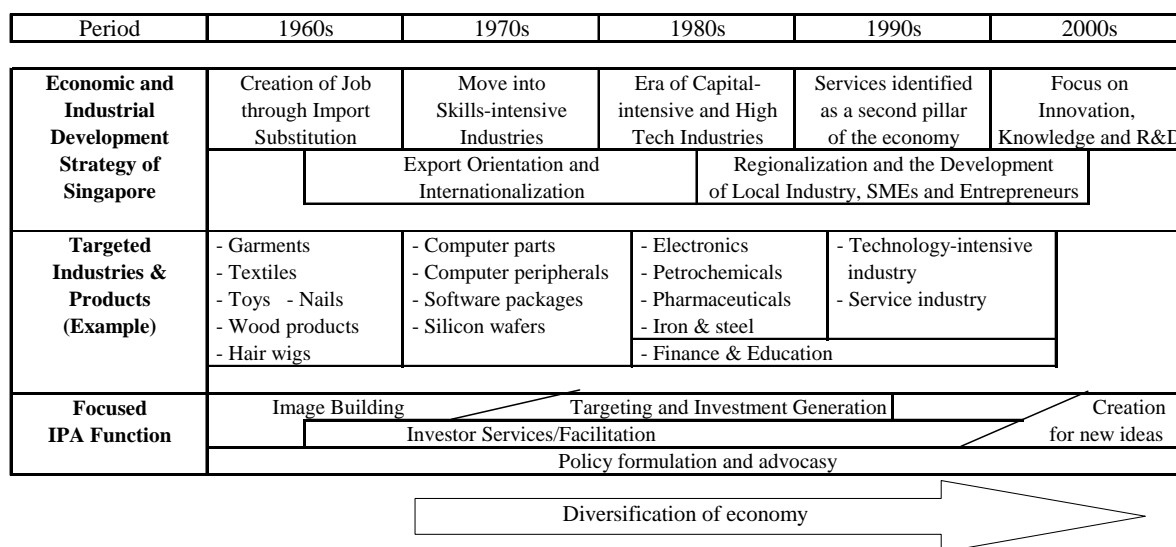 Period 1960s 1970s 1980s 1990s 2000s
Economic and Industrial Development Strategy of Singapore
Creation of Job
through Import
Substitution
Move into
Skills-intensive
Industries
Era of Capital-
intensive and High
Tech Industries
Services identified
as a second pillar
of the economy
Focus on
Innovation,
Knowledge and R&D
Export Orientation and
Internationalization
Regionalization and the Development
of Local Industry, SMEs and Entrepreneurs
Targeted
Industries &
Products
(Example)
- Garments
- Textiles
- Toys - Nails
- Wood products
- Hair wigs
- Computer parts
- Computer peripherals
- Software packages
- Silicon wafers
- Electronics
- Petrochemicals
- Pharmaceuticals
- Iron & steel
- Technology-intensive
industry
- Service industry
- Finance & Education
Focused
IPA Function
Image Building
Targeting and Investment Generation
Creation
for new ideas
Investor Services/Facilitation
Policy formulation and advocasy
Diversification of economy